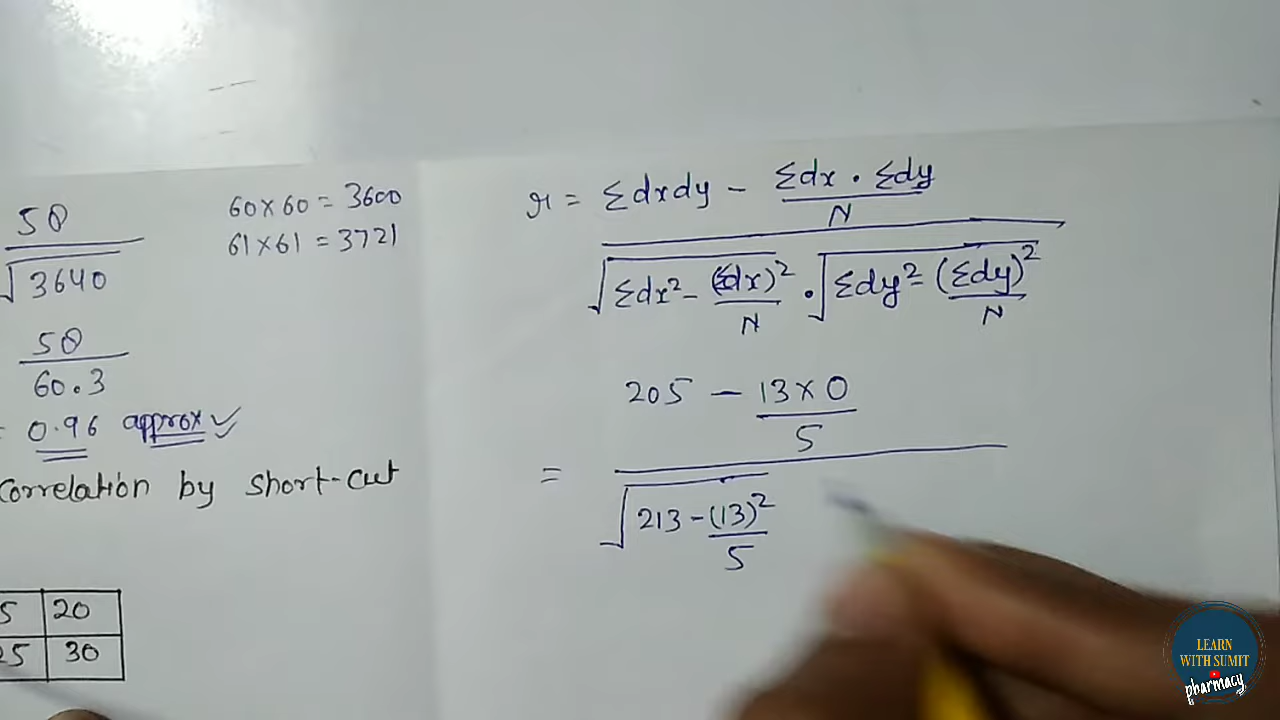 58
√3640
60×60 = 3600
61×61 = 3721
58
60.3
0.96 approx ✓
Correlation by short-cut
5 20
25 30
r = Σdxdy - Σdx . Σdy
N
√Σdx² - (Σdx)² . √Σdy² - (Σdy)²
N N
205 - 13×0
5
=
√213 - (13)²
5
LEARN
WITH SUMIT
pharmacy